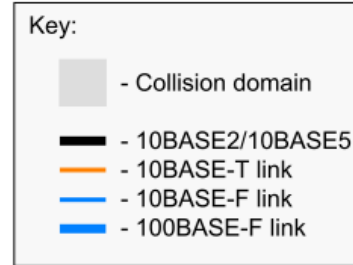 Key:
- Collision domain
- 10BASE2/10BASE5
- 10BASE-T link
- 10BASE-F link
- 100BASE-F link